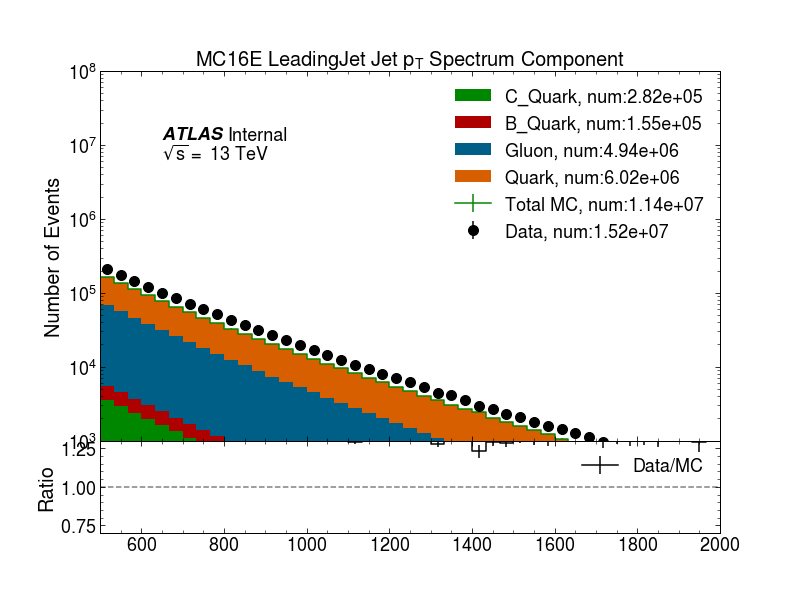 MC16E LeadingJet Jet pT Spectrum Component
Number of Events
10^8
10^7
10^6
10^5
10^4
10^3
ATLAS Internal
√s = 13 TeV
C_Quark, num:2.82e+05
B_Quark, num:1.55e+05
Gluon, num:4.94e+06
Quark, num:6.02e+06
Total MC, num:1.14e+07
Data, num:1.52e+07
Ratio
1.25
1.00
0.75
Data/MC
600 800 1000 1200 1400 1600 1800 2000